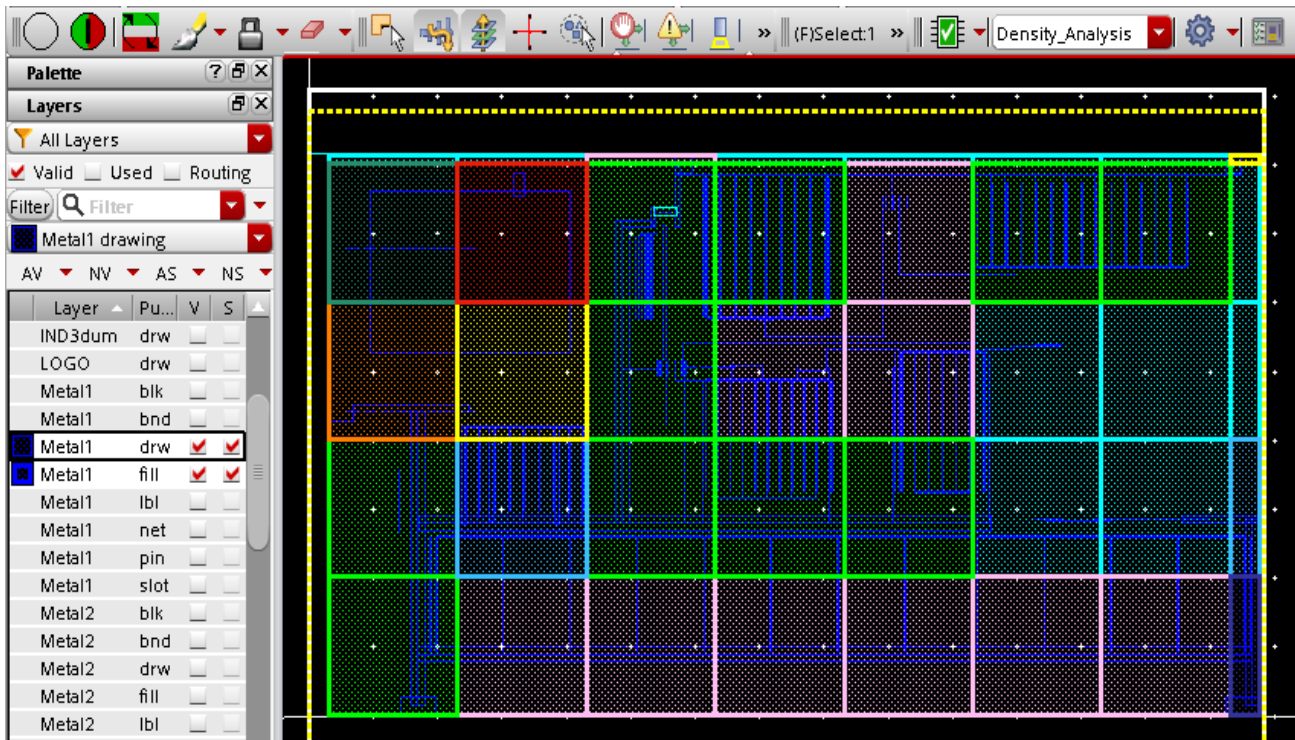 » (F)Select:1 » Density_Analysis
Palette
Layers
All Layers
Valid Used Routing
Filter Filter
Metal1 drawing
AV NV AS NS
Layer Pu... V S
IND3dum drw
LOGO drw
Metal1 blk
Metal1 bnd
Metal1 drw
Metal1 fill
Metal1 lbl
Metal1 net
Metal1 pin
Metal1 slot
Metal2 blk
Metal2 bnd
Metal2 drw
Metal2 fill
Metal2 lbl